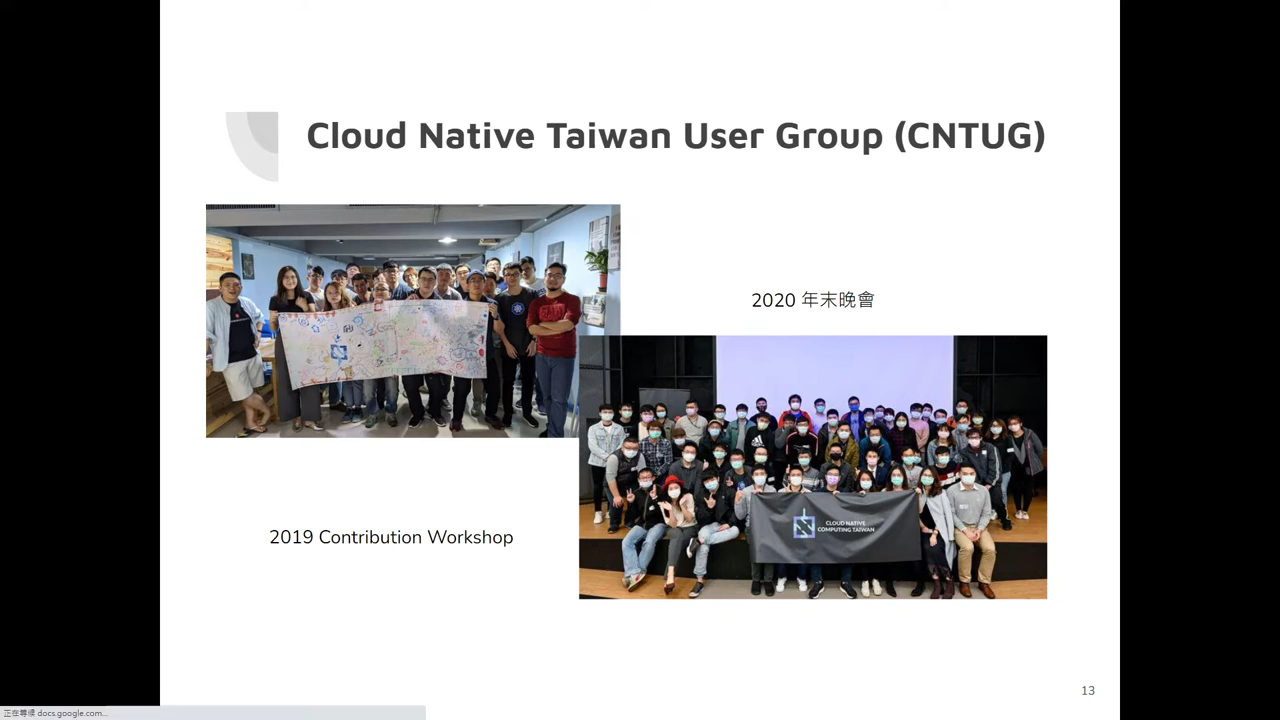 Cloud Native Taiwan User Group (CNTUG)
2020 年末晚會
CLOUD NATIVE
COMPUTING TAIWAN
2019 Contribution Workshop
13
正在等候 docs.google.com...